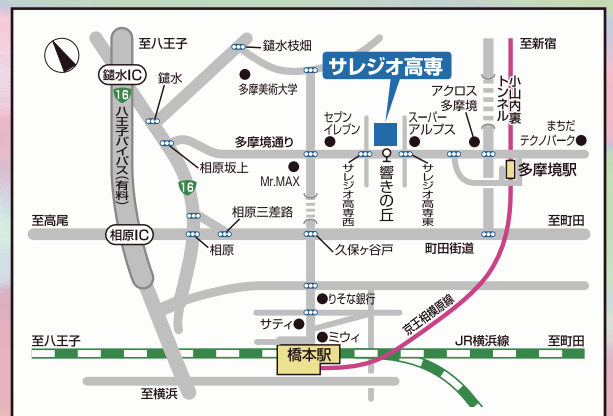 至八王子
鑓水枝畑
至新宿
鑓水IC
鑓水
多摩美術大学
サレジオ高専
16
八王子バイパス(有料)
小山内裏
トンネル
アクロス
多摩境
セブン
イレブン
スーパー
アルプス
まちだ
テクノパーク
多摩境通り
相原坂上
Mr.MAX
サレジオ高専西
響きの丘
サレジオ高専東
多摩境駅
16
相原三差路
至高尾
至町田
相原IC
相原
久保ヶ谷戸
町田街道
りそな銀行
京王相模原線
サティ
ミウィ
至八王子
橋本駅
JR横浜線
至町田
至横浜